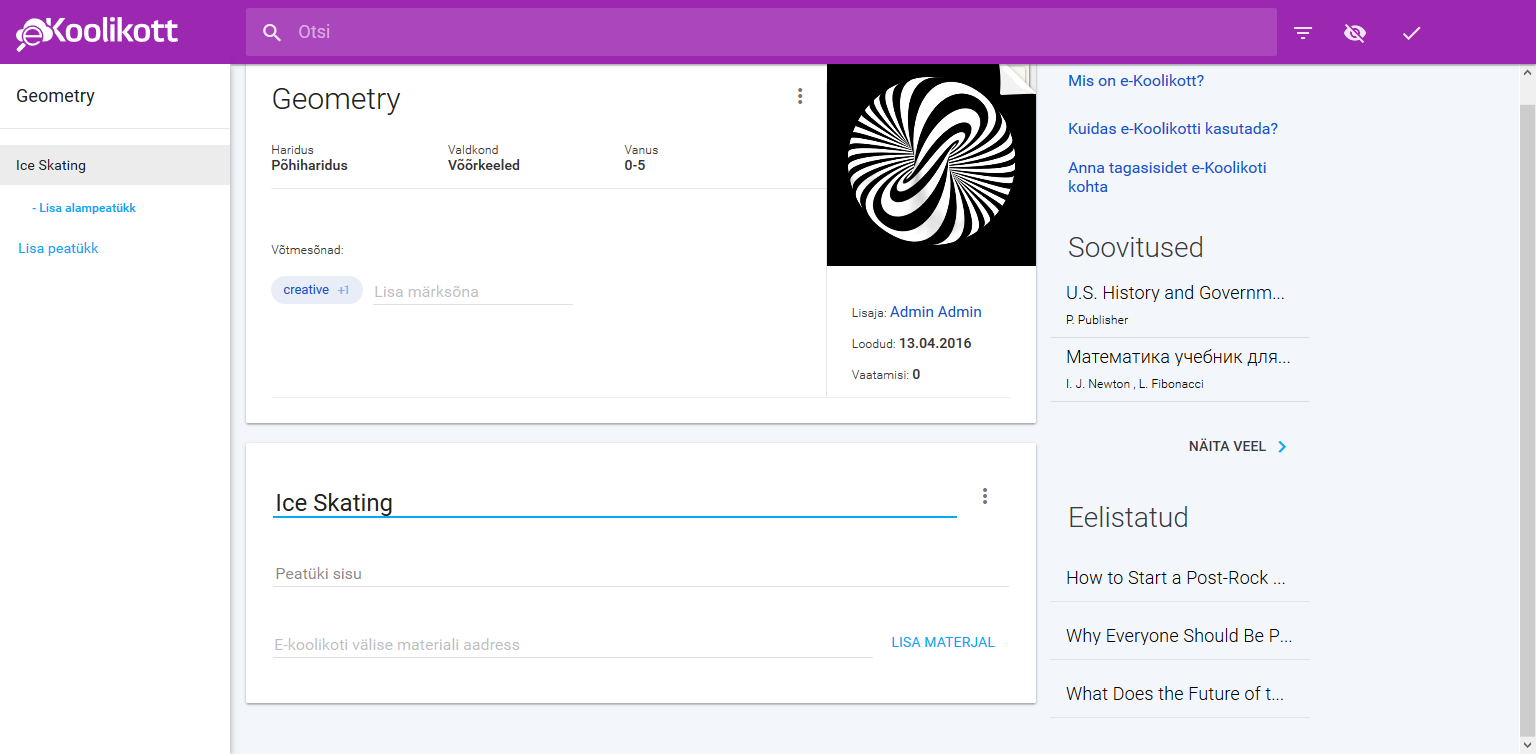 eKoolikott
Otsi
Geometry
Ice Skating
- Lisa alampeatükk
Lisa peatükk
Geometry
Haridus
Põhiharidus
Valdkond
Võõrkeeled
Vanus
0-5
Võtmesõnad:
creative +1
Lisa märksõna
Lisaja: Admin Admin
Loodud: 13.04.2016
Vaatamisi: 0
Ice Skating
Peatüki sisu
E-koolikoti välise materiali aadress
LISA MATERJAL
Mis on e-Koolikott?
Kuidas e-Koolikotti kasutada?
Anna tagasisidet e-Koolikoti
kohta
Soovitused
U.S. History and Governm...
P. Publisher
Математика учебник для...
I. J. Newton , L. Fibonacci
NÄITA VEEL
Eelistatud
How to Start a Post-Rock ...
Why Everyone Should Be P...
What Does the Future of t...